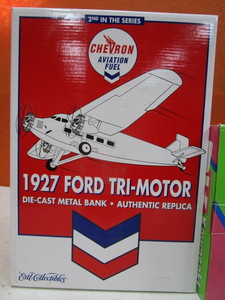 2ND IN THE SERIES
CHEVRON
AVIATION
FUEL
1927 FORD TRI-MOTOR
DIE-CAST METAL BANK • AUTHENTIC REPLICA
Ertl Collectibles